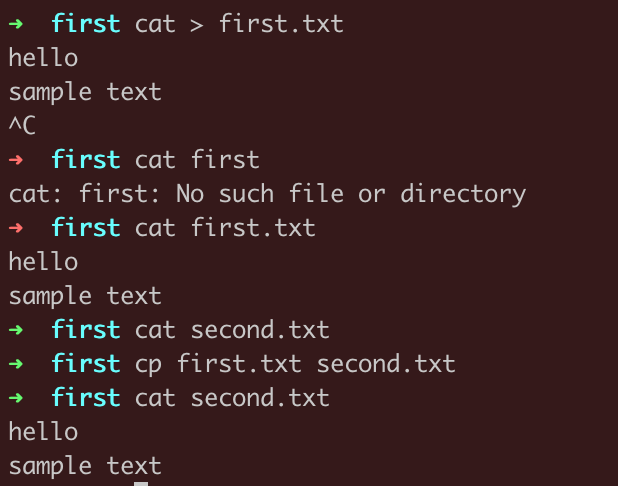 ➜ first cat > first.txt
hello
sample text
^C
➜ first cat first
cat: first: No such file or directory
➜ first cat first.txt
hello
sample text
➜ first cat second.txt
➜ first cp first.txt second.txt
➜ first cat second.txt
hello
sample text